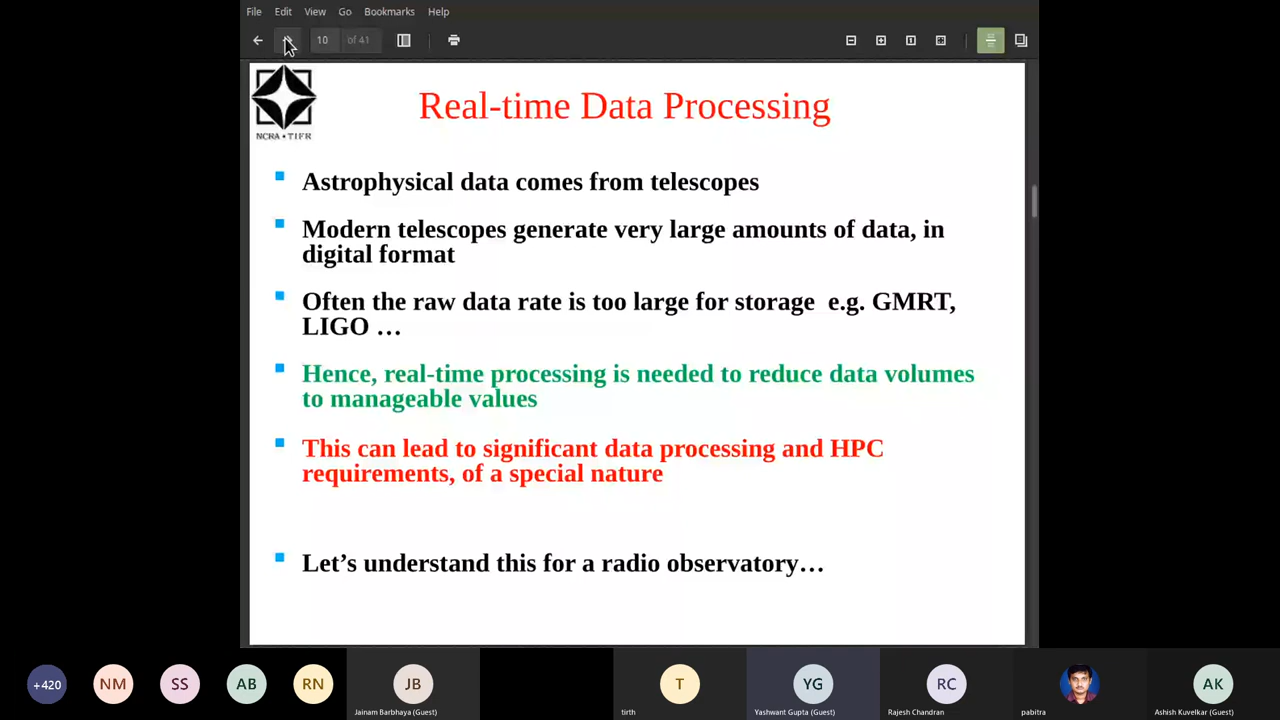 File Edit View Go Bookmarks Help
10 of 41
NCRA • TIFR
Real-time Data Processing
Astrophysical data comes from telescopes
Modern telescopes generate very large amounts of data, in
digital format
Often the raw data rate is too large for storage e.g. GMRT,
LIGO …
Hence, real-time processing is needed to reduce data volumes
to manageable values
This can lead to significant data processing and HPC
requirements, of a special nature
Let’s understand this for a radio observatory…
+420 NM SS AB RN JB T YG RC AK
Jainam Barbhaya (Guest) tirth Yashwant Gupta (Guest) Rajesh Chandran pabitra Ashish Kuvelkar (Guest)